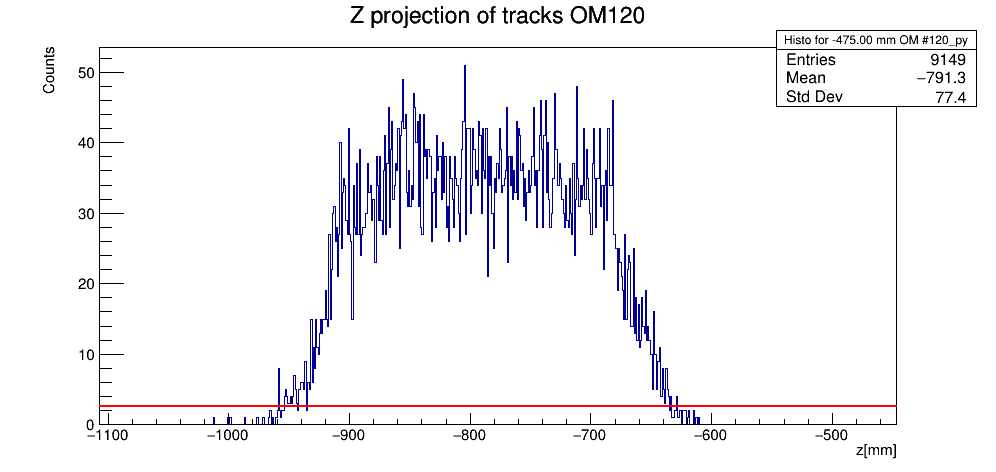 Z projection of tracks OM120
Histo for -475.00 mm OM #120_py
Entries 9149
Mean −791.3
Std Dev 77.4
Counts
50
40
30
20
10
0
−1100 −1000 −900 −800 −700 −600 −500
z[mm]